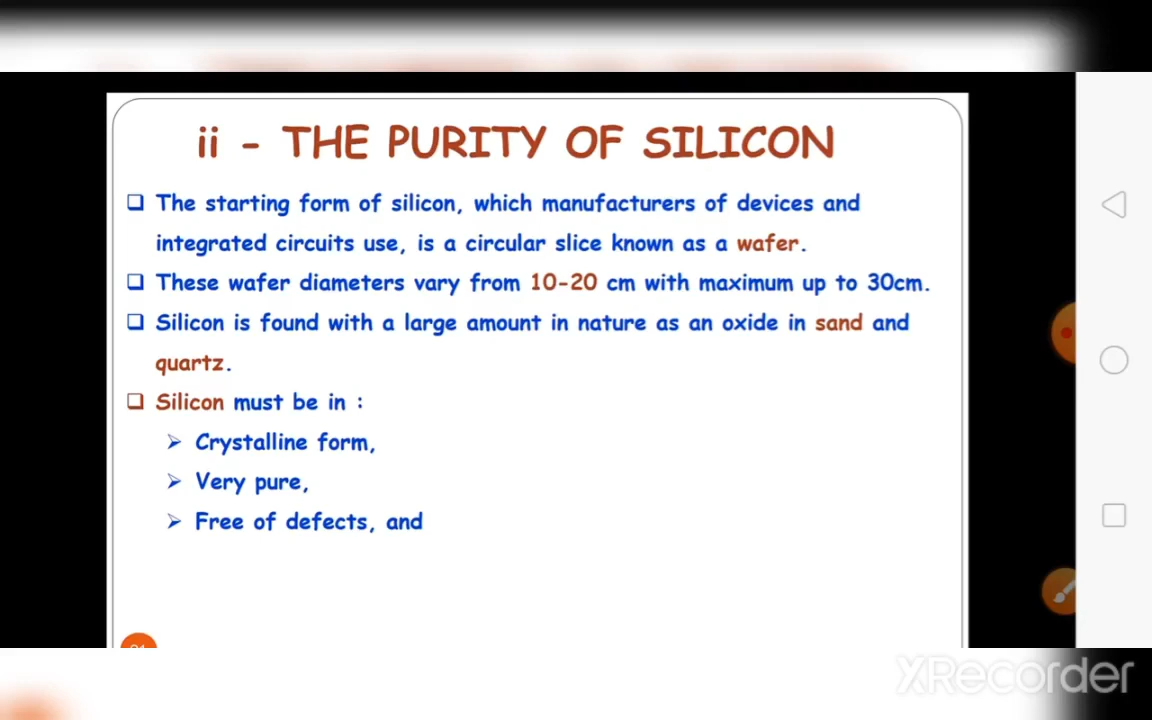 ii - THE PURITY OF SILICON
❑ The starting form of silicon, which manufacturers of devices and
integrated circuits use, is a circular slice known as a wafer.
❑ These wafer diameters vary from 10-20 cm with maximum up to 30cm.
❑ Silicon is found with a large amount in nature as an oxide in sand and
quartz.
❑ Silicon must be in :
➢ Crystalline form,
➢ Very pure,
➢ Free of defects, and
XRecorder